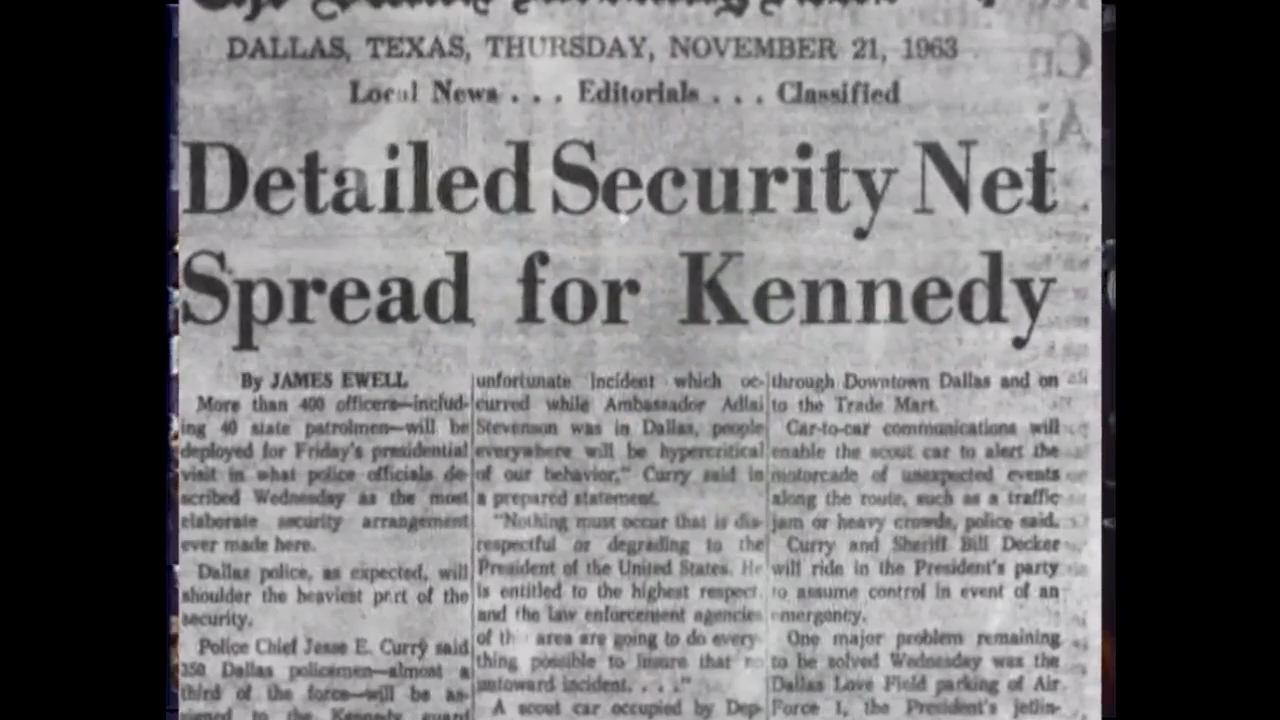 The Dallas Morning News
DALLAS, TEXAS, THURSDAY, NOVEMBER 21, 1963
Local News . . . Editorials . . . Classified
Detailed Security Net
Spread for Kennedy
By JAMES EWELL
More than 400 officers—includ-
ing 40 state patrolmen—will be
deployed for Friday's presidential
visit in what police officials de-
scribed Wednesday as the most
elaborate security arrangement
ever made here.
Dallas police, as expected, will
shoulder the heaviest part of the
security.
Police Chief Jesse E. Curry said
350 Dallas policemen—almost a
third of the force—will be as-
signed to the Kennedy guard
unfortunate incident which oc-
curred while Ambassador Adlai
Stevenson was in Dallas, people
everywhere will be hypercritical
of our behavior," Curry said in
a prepared statement.
"Nothing must occur that is dis-
respectful or degrading to the
President of the United States. He
is entitled to the highest respect
and the law enforcement agencies
of area are going to do every-
thing possible to insure that no
untoward incident. . . ."
A scout car occupied by Dep-
through Downtown Dallas and on
to the Trade Mart.
Car-to-car communications will
enable the scout car to alert the
motorcade of unexpected events
along the route, such as a traffic
jam or heavy crowds, police said.
Curry and Sheriff Bill Decker
will ride in the President's party
to assume control in event of an
emergency.
One major problem remaining
to be solved Wednesday was the
Dallas Love Field parking of Air
Force 1, the President's jetlin-